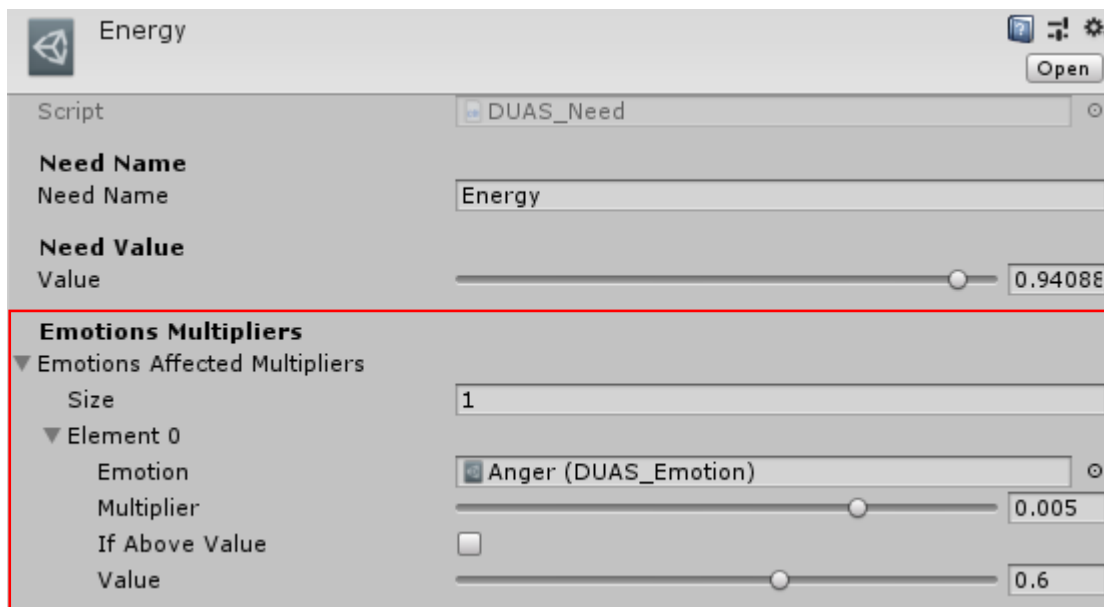 Energy
Open
Script DUAS_Need
Need Name
Need Name Energy
Need Value
Value 0.94088
Emotions Multipliers
Emotions Affected Multipliers
Size 1
Element 0
Emotion Anger (DUAS_Emotion)
Multiplier 0.005
If Above Value
Value 0.6